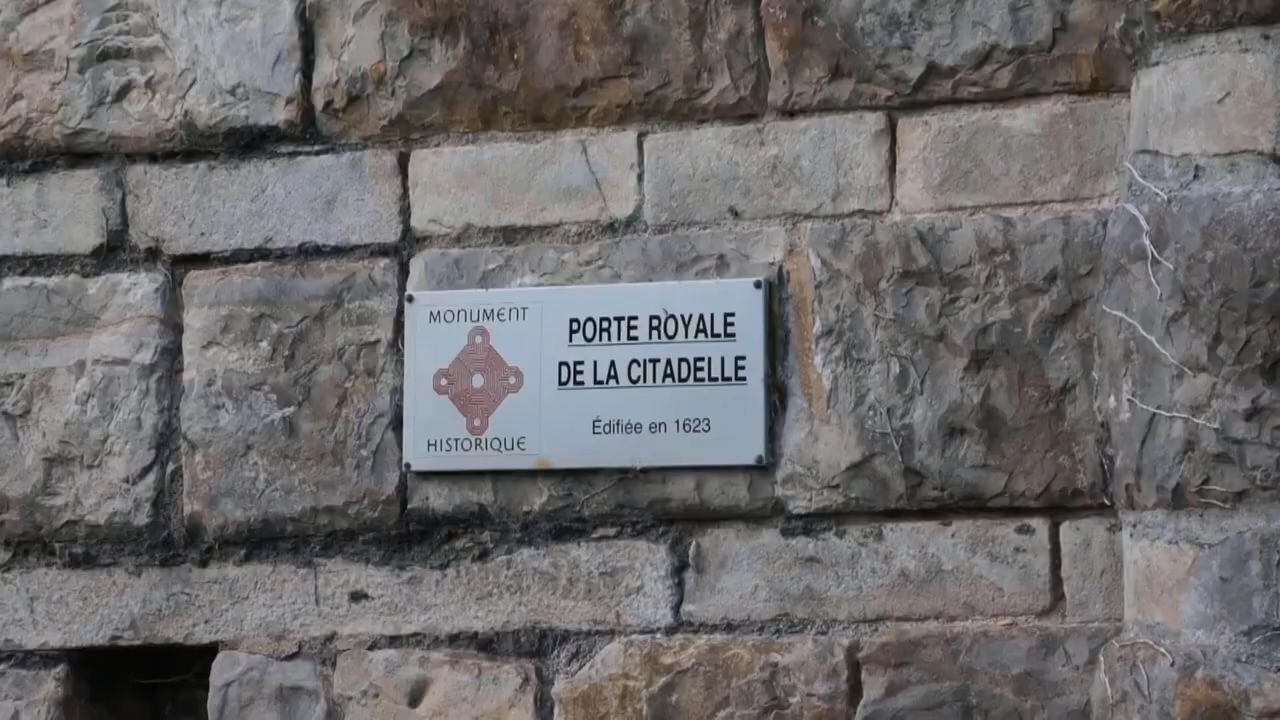 MONUMENT
HISTORIQUE
PORTE ROYALE
DE LA CITADELLE
Édifiée en 1623